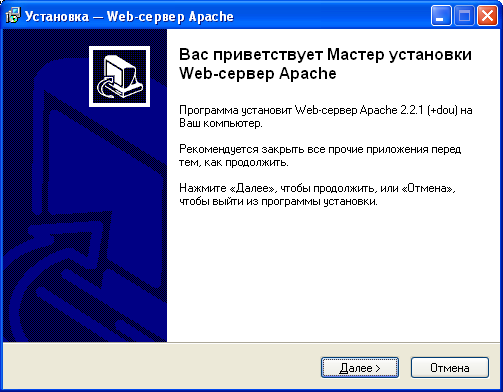 Установка — Web-сервер Apache
Вас приветствует Мастер установки
Web-сервер Apache
Программа установит Web-сервер Apache 2.2.1 (+dou) на
Ваш компьютер.
Рекомендуется закрыть все прочие приложения перед
тем, как продолжить.
Нажмите «Далее», чтобы продолжить, или «Отмена»,
чтобы выйти из программы установки.
Далее >
Отмена